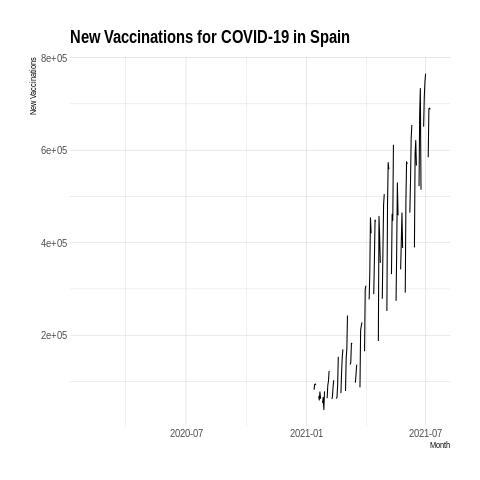 New Vaccinations for COVID-19 in Spain
New Vaccinations
8e+05
6e+05
4e+05
2e+05
2020-07
2021-01
2021-07
Month